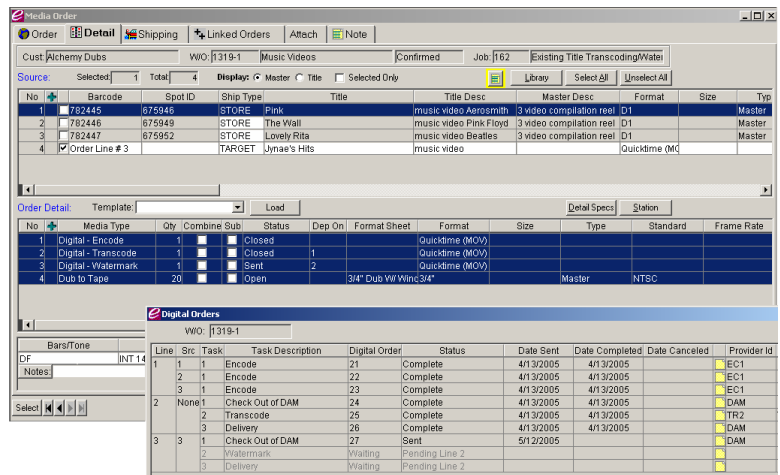 Media Order
Order Detail Shipping Linked Orders Attach Note
Cust: Alchemy Dubs W/O: 1319-1 Music Videos Confirmed Job: 162 Existing Title Transcoding/Water
Source: Selected: 1 Total: 4 Display: Master Title Selected Only Library Select All Unselect All
No Barcode Spot ID Ship Type Title Title Desc Master Desc Format Size Typ
1 782445 675946 STORE Pink music video Aerosmith 3 video compilation reel D1 Master
2 782446 675949 STORE The Wall music video Pink Floyd 3 video compilation reel D1 Master
3 782447 675952 STORE Lovely Rita music video Beatles 3 video compilation reel D1 Master
4 Order Line # 3 TARGET Jynae's Hits music video Quicktime (MO
Order Detail: Template: Load Detail Specs Station
No Media Type Qty Combine Sub Status Dep On Format Sheet Format Size Type Standard Frame Rate
1 Digital - Encode 1 Closed Quicktime (MOV)
2 Digital - Transcode 1 Closed 1 Quicktime (MOV)
3 Digital - Watermark 1 Sent 2 Quicktime (MOV)
4 Dub to Tape 20 Open 3/4" Dub W/ Winc 3/4" Master NTSC
Bars/Tone
DF INT 14
Notes:
Select
Digital Orders
W/O: 1319-1
Line Src Task Task Description Digital Order Status Date Sent Date Completed Date Canceled Provider Id
1 1 1 Encode 21 Complete 4/13/2005 4/13/2005 EC1
2 1 Encode 22 Complete 4/13/2005 4/13/2005 EC1
3 1 Encode 23 Complete 4/13/2005 4/13/2005 EC1
2 None 1 Check Out of DAM 24 Complete 4/13/2005 4/13/2005 DAM
2 Transcode 25 Complete 4/13/2005 4/13/2005 TR2
3 Delivery 26 Complete 4/13/2005 4/13/2005 DAM
3 3 1 Check Out of DAM 27 Sent 5/12/2005 DAM
2 Watermark Waiting Pending Line 2
3 Delivery Waiting Pending Line 2